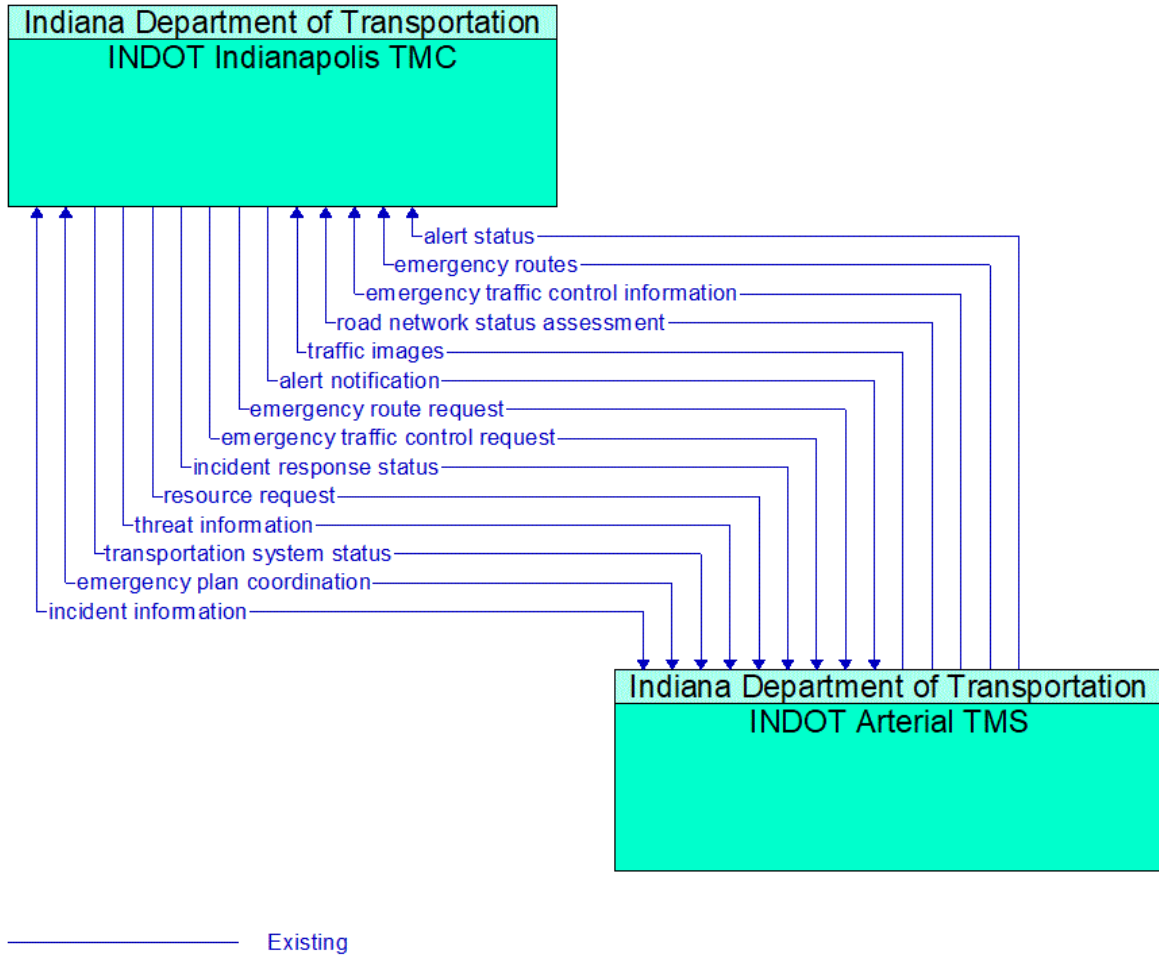 Indiana Department of Transportation
INDOT Indianapolis TMC
alert status
emergency routes
emergency traffic control information
road network status assessment
traffic images
alert notification
emergency route request
emergency traffic control request
incident response status
resource request
threat information
transportation system status
emergency plan coordination
incident information
Indiana Department of Transportation
INDOT Arterial TMS
Existing